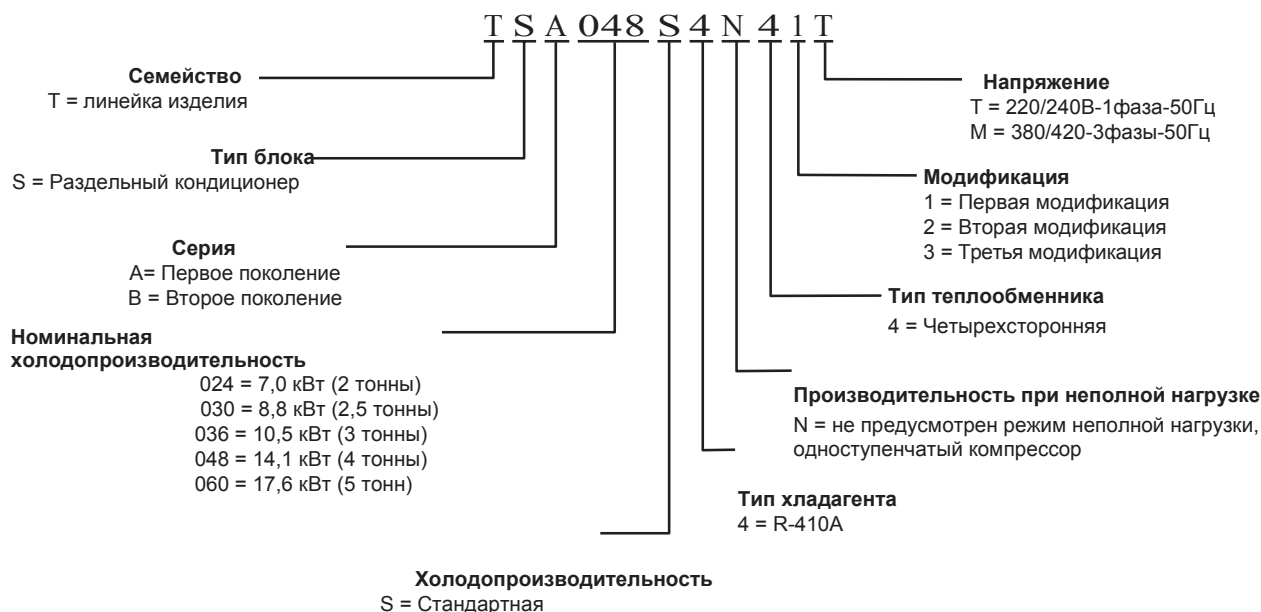 T S A 048 S 4 N 4 1 T
Семейство
Т = линейка изделия
Тип блока
S = Раздельный кондиционер
Серия
А= Первое поколение
В = Второе поколение
Номинальная
холодопроизводительность
024 = 7,0 кВт (2 тонны)
030 = 8,8 кВт (2,5 тонны)
036 = 10,5 кВт (3 тонны)
048 = 14,1 кВт (4 тонны)
060 = 17,6 кВт (5 тонн)
Холодопроизводительность
S = Стандартная
Напряжение
Т = 220/240В-1фаза-50Гц
М = 380/420-3фазы-50Гц
Модификация
1 = Первая модификация
2 = Вторая модификация
3 = Третья модификация
Тип теплообменника
4 = Четырехсторонняя
Производительность при неполной нагрузке
N = не предусмотрен режим неполной нагрузки,
одноступенчатый компрессор
Тип хладагента
4 = R-410A